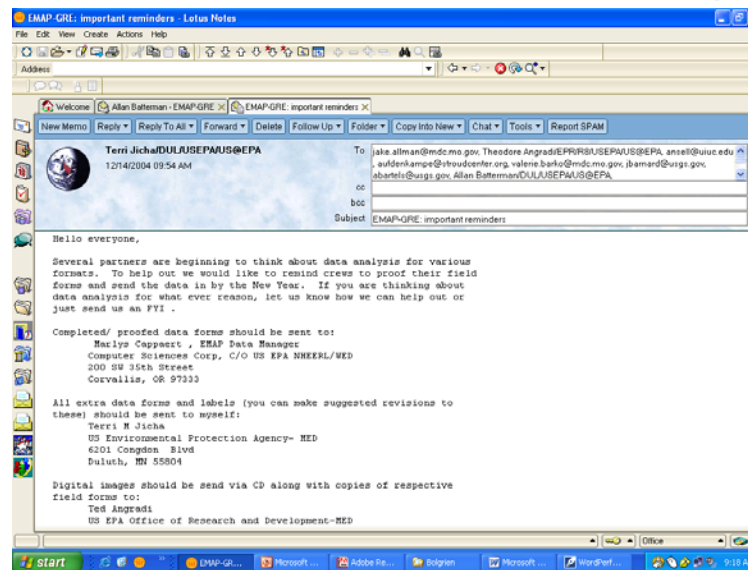 EMAP-GRE: important reminders - Lotus Notes
File Edit View Create Actions Help
Address
Welcome Allan Batterman - EMAP-GRE EMAP-GRE: important reminders
New Memo Reply Reply To All Forward Delete Follow Up Folder Copy Into New Chat Tools Report SPAM
Terri Jicha/DUL/USEPA/US@EPA
12/14/2004 09:54 AM
To jake.allman@mdc.mo.gov, Theodore Angradi/EPR/R8/USEPA/US@EPA, ansell@uiuc.edu
, aufdenkampe@stroudcenter.org, valerie.barko@mdc.mo.gov, jbarnard@usgs.gov,
abartels@usgs.gov, Allan Batterman/DUL/USEPA/US@EPA,
cc
bcc
Subject EMAP-GRE: important reminders
Hello everyone,
Several partners are beginning to think about data analysis for various
formats. To help out we would like to remind crews to proof their field
forms and send the data in by the New Year. If you are thinking about
data analysis for what ever reason, let us know how we can help out or
just send us an FYI .
Completed/ proofed data forms should be sent to:
Marlys Cappaert , EMAP Data Manager
Computer Sciences Corp, C/O US EPA NHEERL/WED
200 SW 35th Street
Corvallis, OR 97333
All extra data forms and labels (you can make suggested revisions to
these) should be sent to myself:
Terri M Jicha
US Environmental Protection Agency- MED
6201 Congdon Blvd
Duluth, MN 55804
Digital images should be send via CD along with copies of respective
field forms to:
Ted Angradi
US EPA Office of Research and Development-MED
Office
start EMAP-GR... Microsoft ... Adobe Re... Bolgrien Microsoft ... WordPerf... 9:18 A